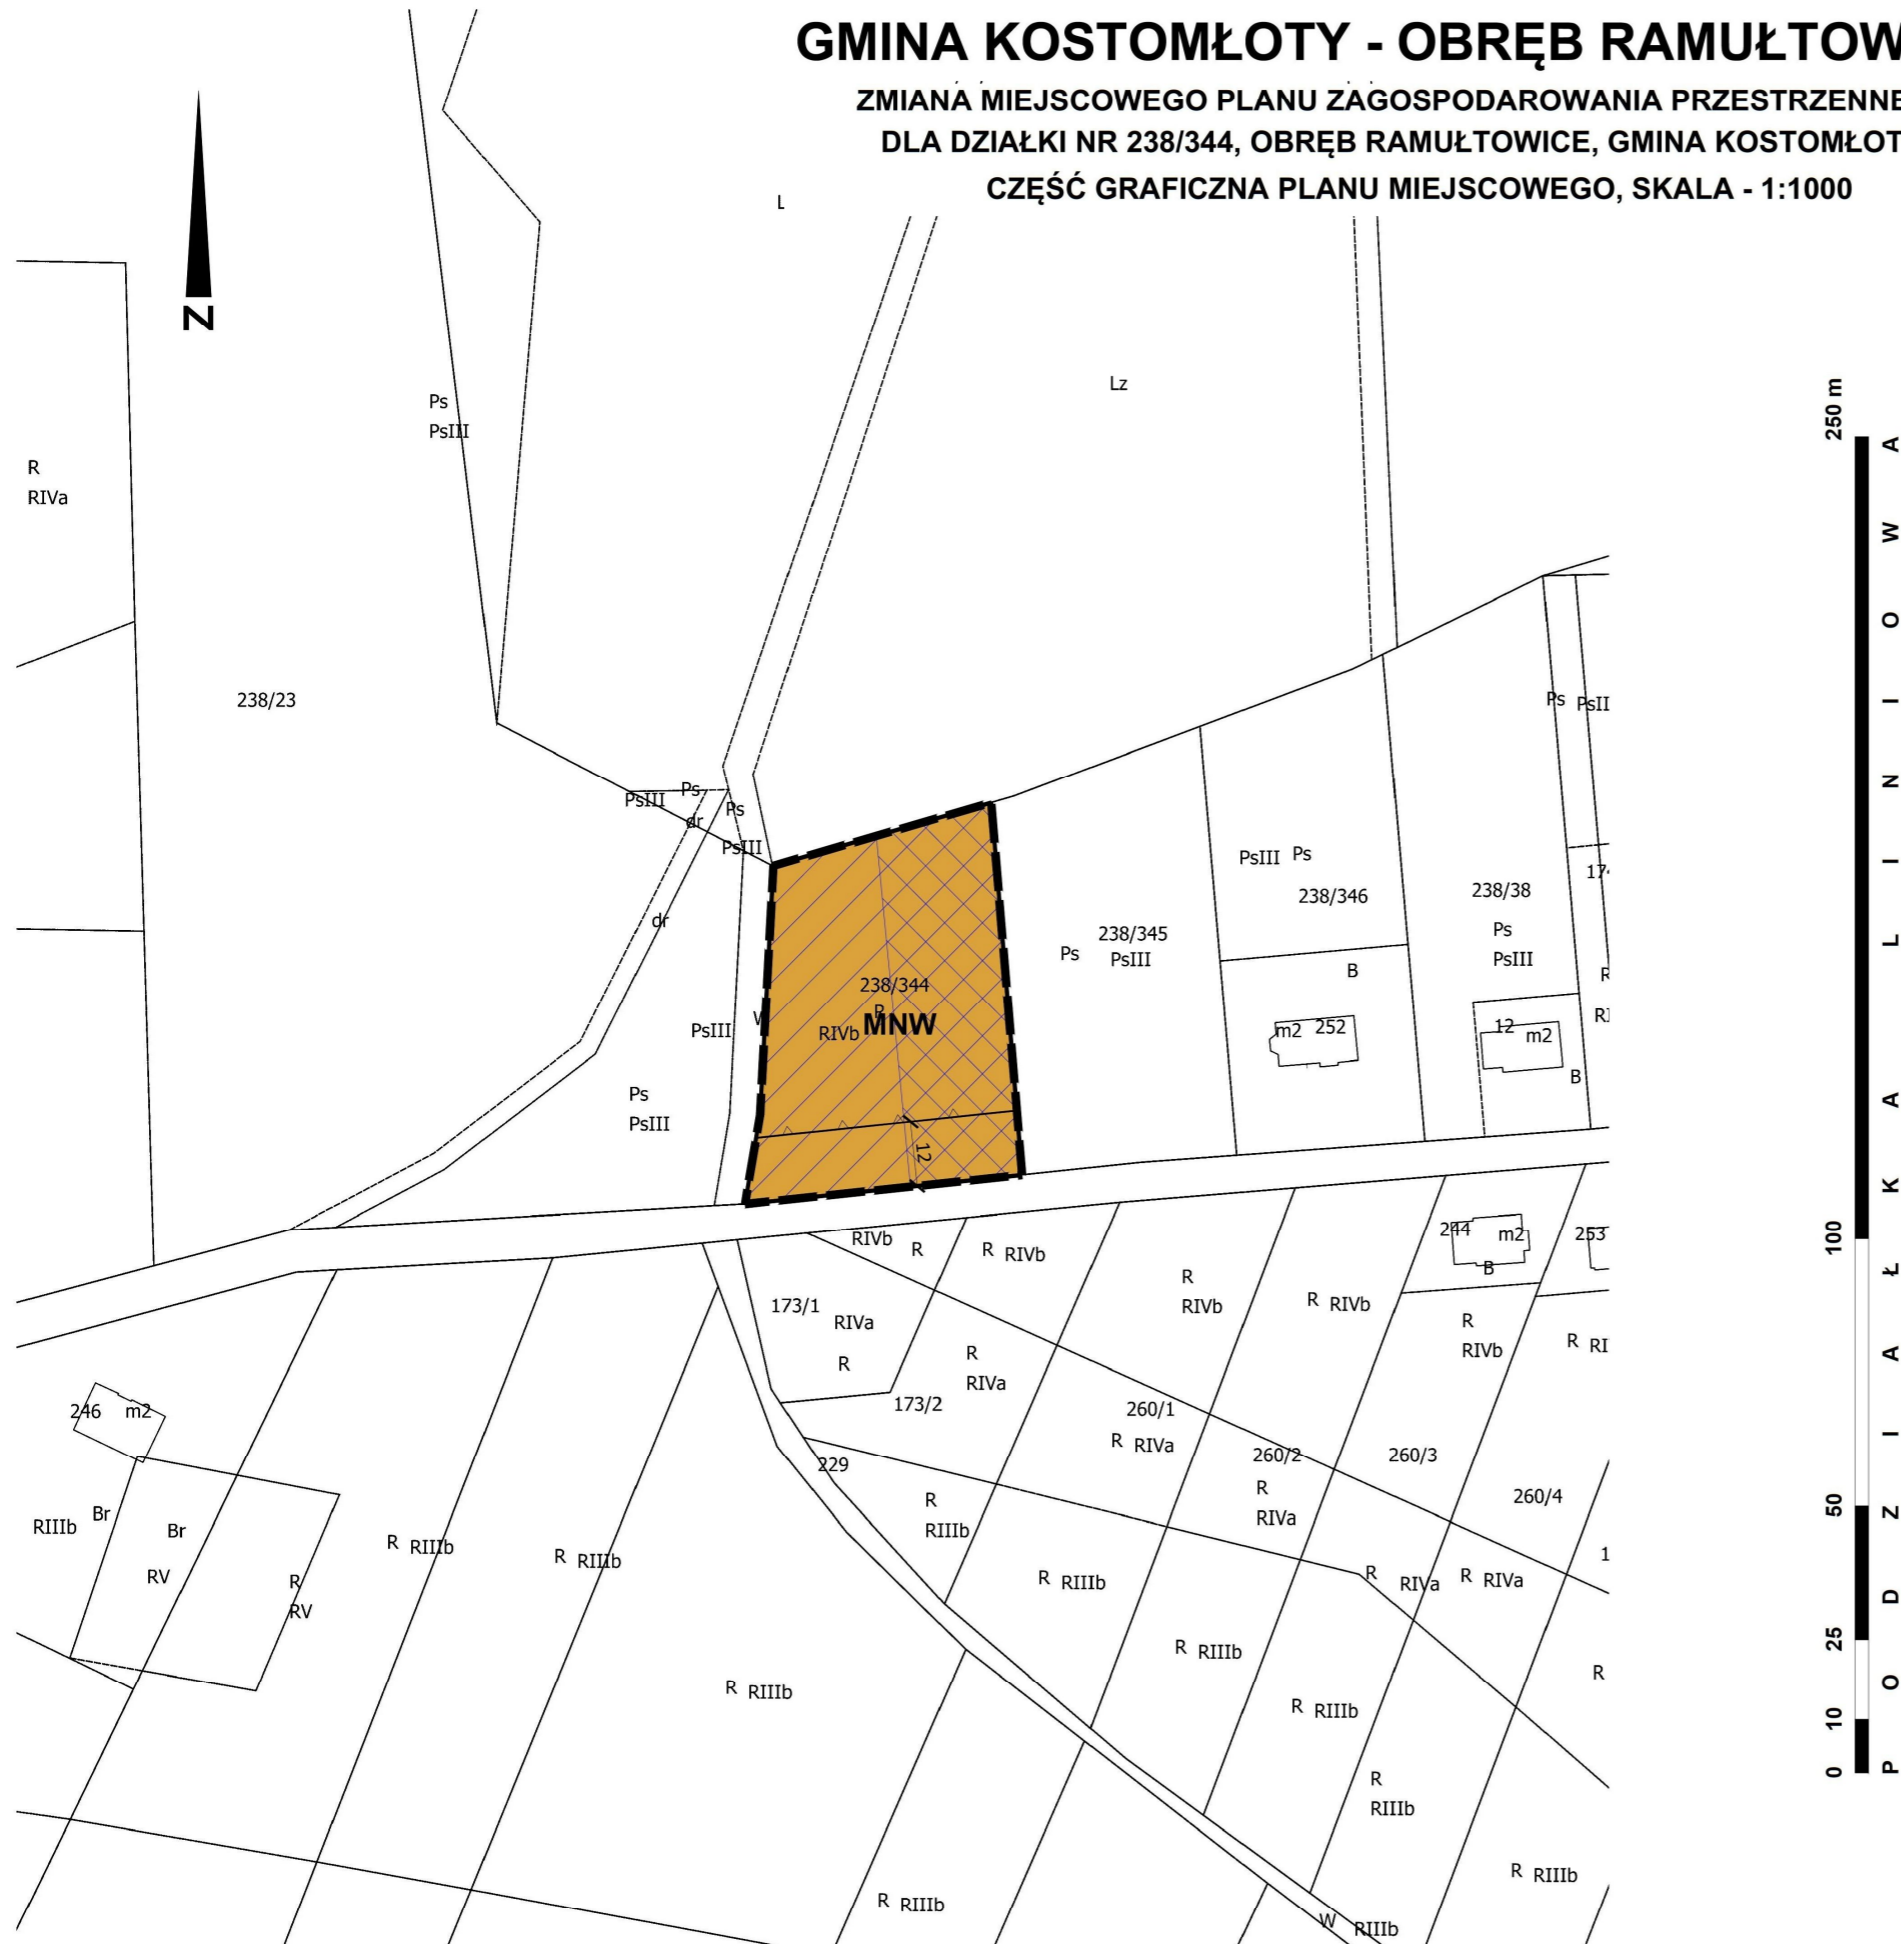 GMINA KOSTOMŁOTY - OBRĘB RAMUŁTOW
ZMIANA MIEJSCOWEGO PLANU ZAGOSPODAROWANIA PRZESTRZENNE
DLA DZIAŁKI NR 238/344, OBRĘB RAMUŁTOWICE, GMINA KOSTOMŁOT
CZĘŚĆ GRAFICZNA PLANU MIEJSCOWEGO, SKALA - 1:1000
L
N
Lz
Ps
PsIII
R
RIVa
238/23
Ps PsII
PsIII Ps
dr
Ps
PsIII
dr
PsIII Ps
238/346
238/38
Ps
PsIII
17
238/345
Ps PsIII
B
R
RI
238/344
R
RIVb MNW
W
PsIII
m2 252
12 m2
B
Ps
PsIII
12
RIVb R
R RIVb
244 m2
B
253
173/1
RIVa
R
R
RIVb
R RIVb
R
RIVb
R RI
R
RIVa
173/2
246 m2
260/1
R RIVa
260/2
260/3
229
R
RIVa
260/4
R
RIIIb
RIIIb Br
Br
RV
R
RV
R RIIIb
R RIIIb
1
R RIIIb
R RIVa
R RIVa
R RIIIb
R
R RIIIb
R RIIIb
R
RIIIb
R RIIIb
R RIIIb
W RIIIb
250 m
100
50
25
10
0
PODZIAŁKA LINIOWA